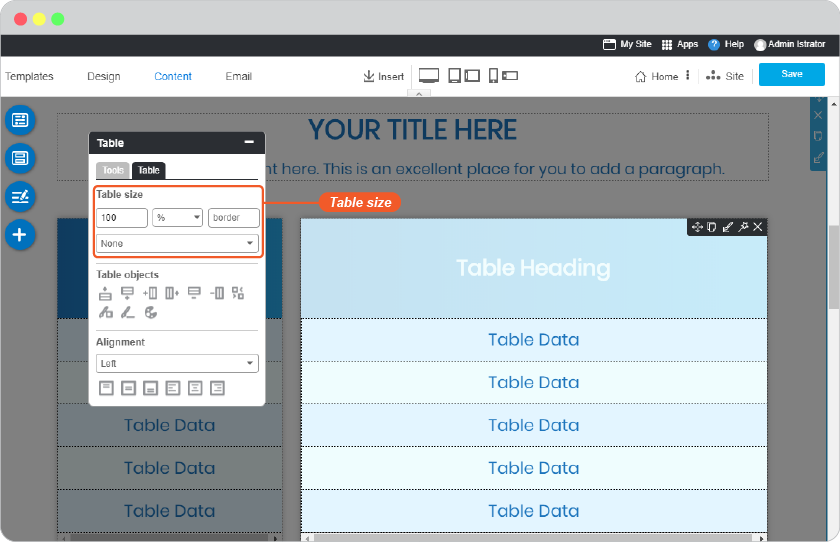 My Site Apps Help Admin Istrator
Templates Design Content Email Insert Home Site Save
YOUR TITLE HERE
nt here. This is an excellent place for you to add a paragraph.
Table
Tools Table
Table size
100 % border
None
Table size
Table objects
Alignment
Left
Table Heading
Table Data
Table Data
Table Data Table Data
Table Data Table Data
Table Data Table Data